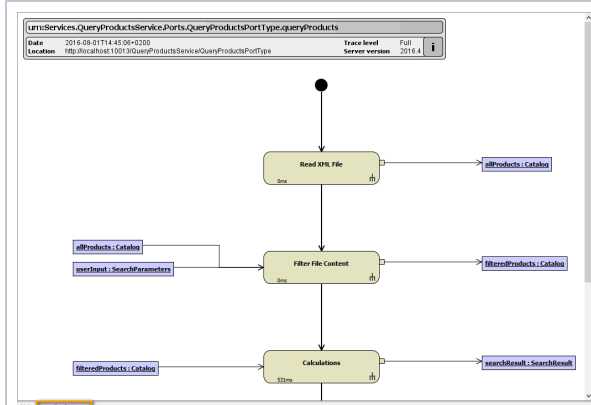 urn:Services.QueryProductsService.Ports.QueryProductsPortType.queryProducts
Date 2016-08-01T14:45:06+0200 Trace level Full
Location http://localhost:10013/QueryProductsService/QueryProductsPortType Server version 2016.4
i
Read XML File
0ms
allProducts : Catalog
allProducts : Catalog
userInput : SearchParameters
Filter File Content
0ms
filteredProducts : Catalog
filteredProducts : Catalog
Calculations
531ms
searchResult : SearchResult